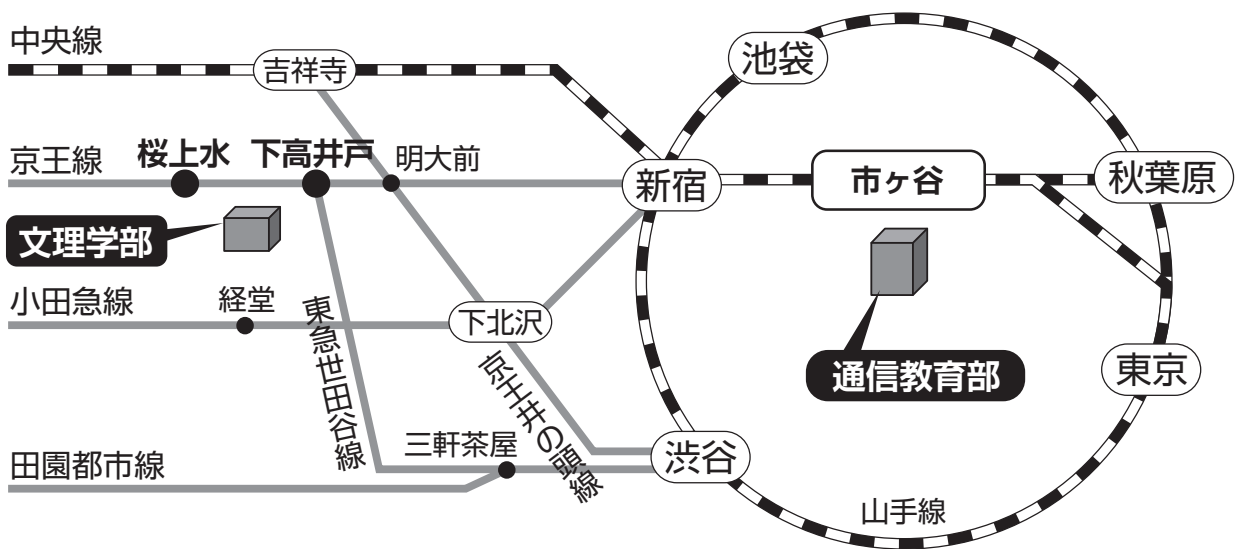 中央線
吉祥寺
池袋
京王線
桜上水
下高井戸
明大前
新宿
市ヶ谷
秋葉原
文理学部
小田急線
経堂
東急世田谷線
下北沢
京王井の頭線
通信教育部
東京
田園都市線
三軒茶屋
渋谷
山手線